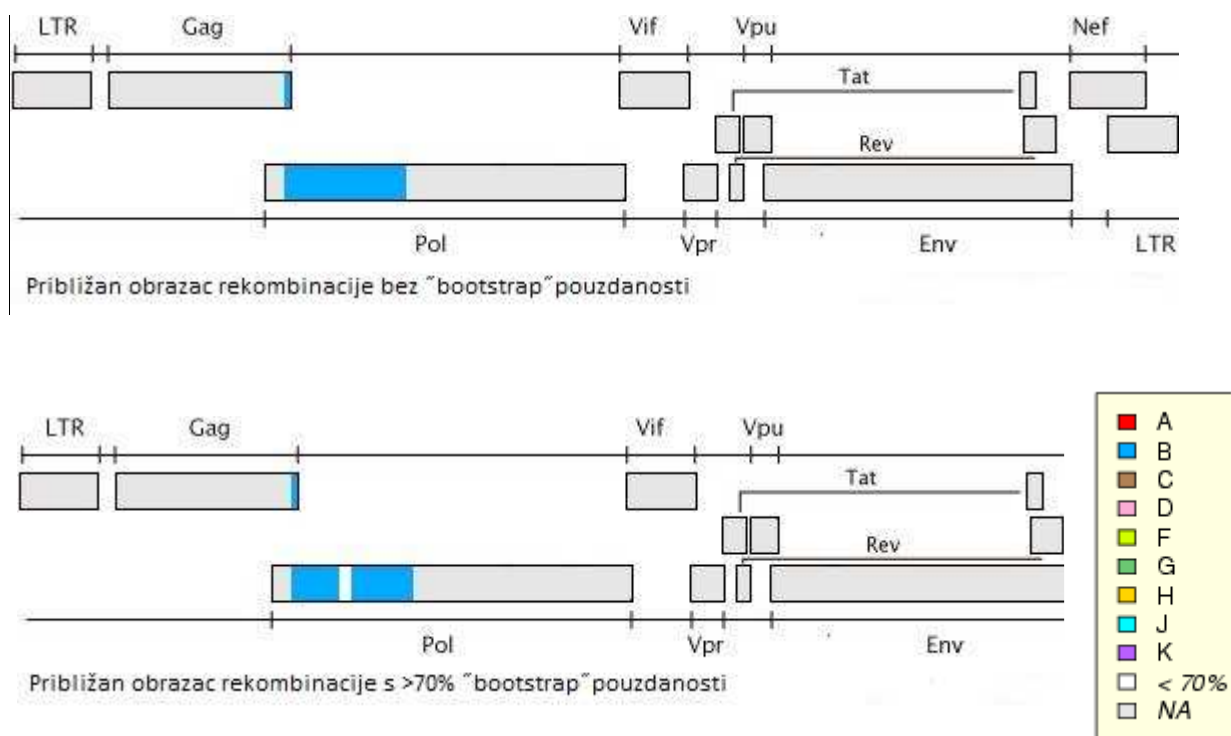 LTR Gag Vif Vpu Nef
Tat
Rev
Pol Vpr Env LTR
Približan obrazac rekombinacije bez ˝bootstrap˝pouzdanosti
LTR Gag Vif Vpu
Tat
Rev
Pol Vpr Env
Približan obrazac rekombinacije s >70% ˝bootstrap˝pouzdanosti
A
B
C
D
F
G
H
J
K
< 70%
NA